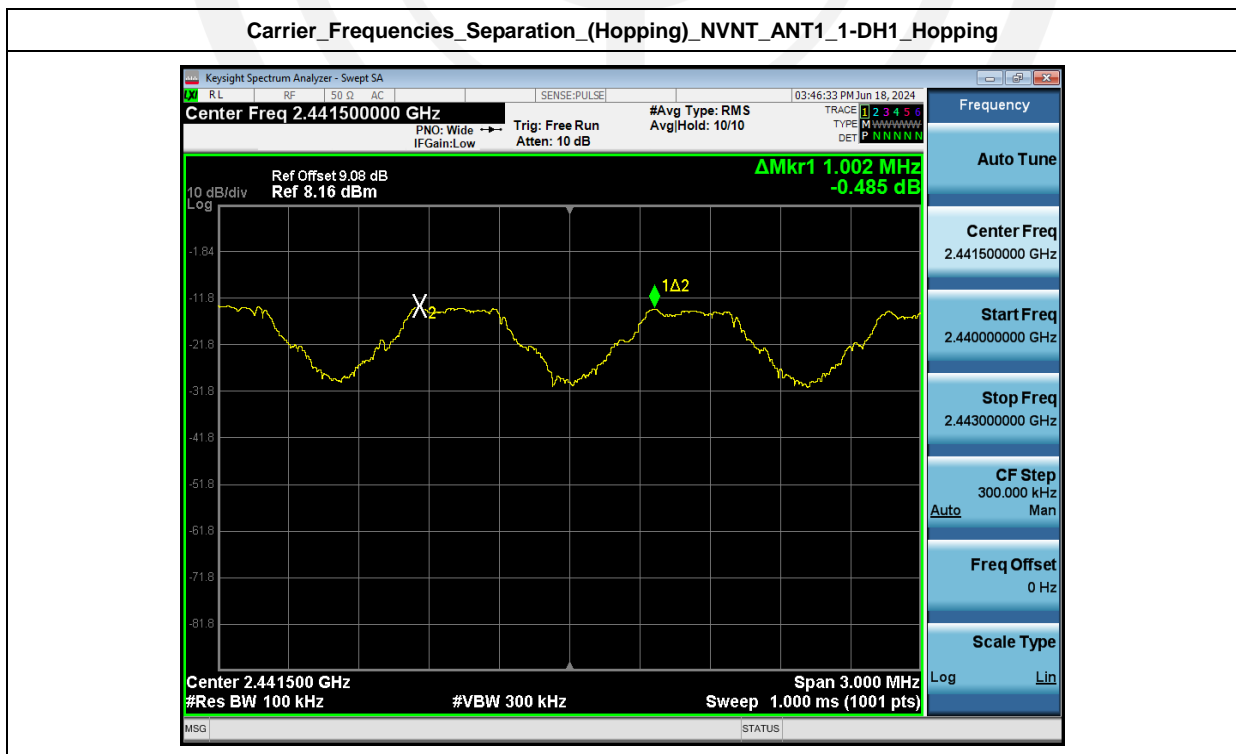 Carrier_Frequencies_Separation_(Hopping)_NVNT_ANT1_1-DH1_Hopping
Keysight Spectrum Analyzer - Swept SA
LXI RL RF 50 Ω AC SENSE:PULSE 03:46:33 PM Jun 18, 2024
Center Freq 2.441500000 GHz
PNO: Wide
IFGain:Low
Trig: Free Run
Atten: 10 dB
#Avg Type: RMS
Avg|Hold: 10/10
TRACE 1 2 3 4 5 6
TYPE M W W W W W
DET P N N N N N
ΔMkr1 1.002 MHz
-0.485 dB
Ref Offset 9.08 dB
10 dB/div Ref 8.16 dBm
Log
-1.84
-11.8
-21.8
-31.8
-41.8
-51.8
-61.8
-71.8
-81.8
X2
1Δ2
Center 2.441500 GHz Span 3.000 MHz
#Res BW 100 kHz #VBW 300 kHz Sweep 1.000 ms (1001 pts)
MSG STATUS
Frequency
Auto Tune
Center Freq
2.441500000 GHz
Start Freq
2.440000000 GHz
Stop Freq
2.443000000 GHz
CF Step
300.000 kHz
Auto Man
Freq Offset
0 Hz
Scale Type
Log Lin